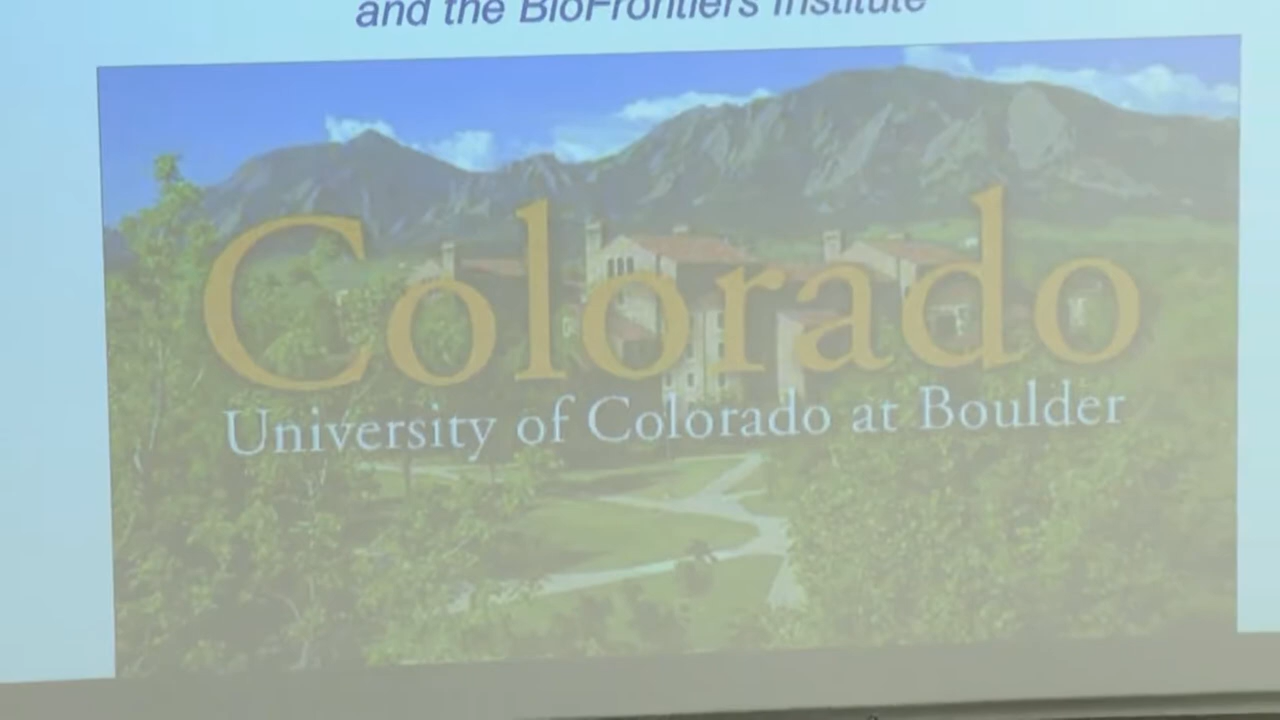 and the BioFrontiers Institute
Colorado
University of Colorado at Boulder